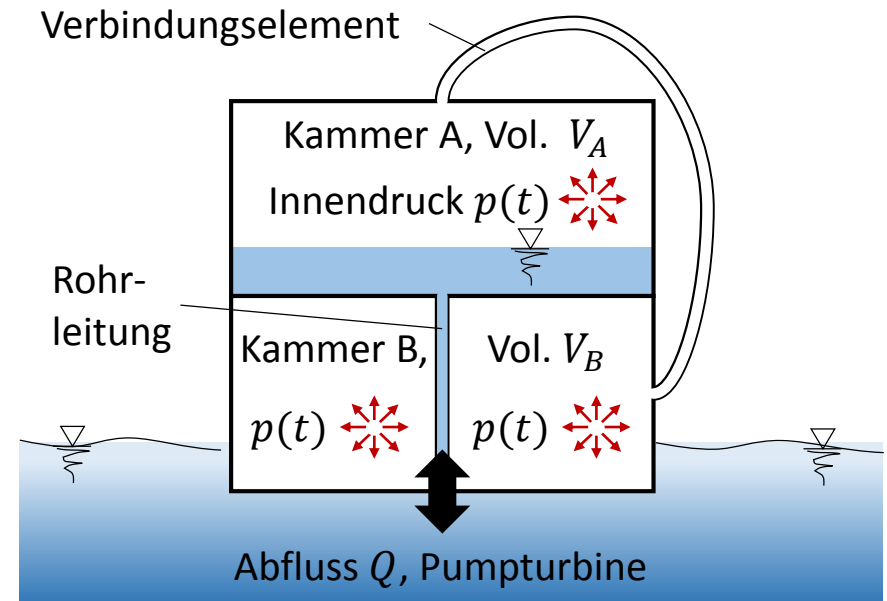 Verbindungselement
Kammer A, Vol. V_A
Innendruck p(t)
Rohr-
leitung
Kammer B, Vol. V_B
p(t) p(t)
Abfluss Q, Pumpturbine